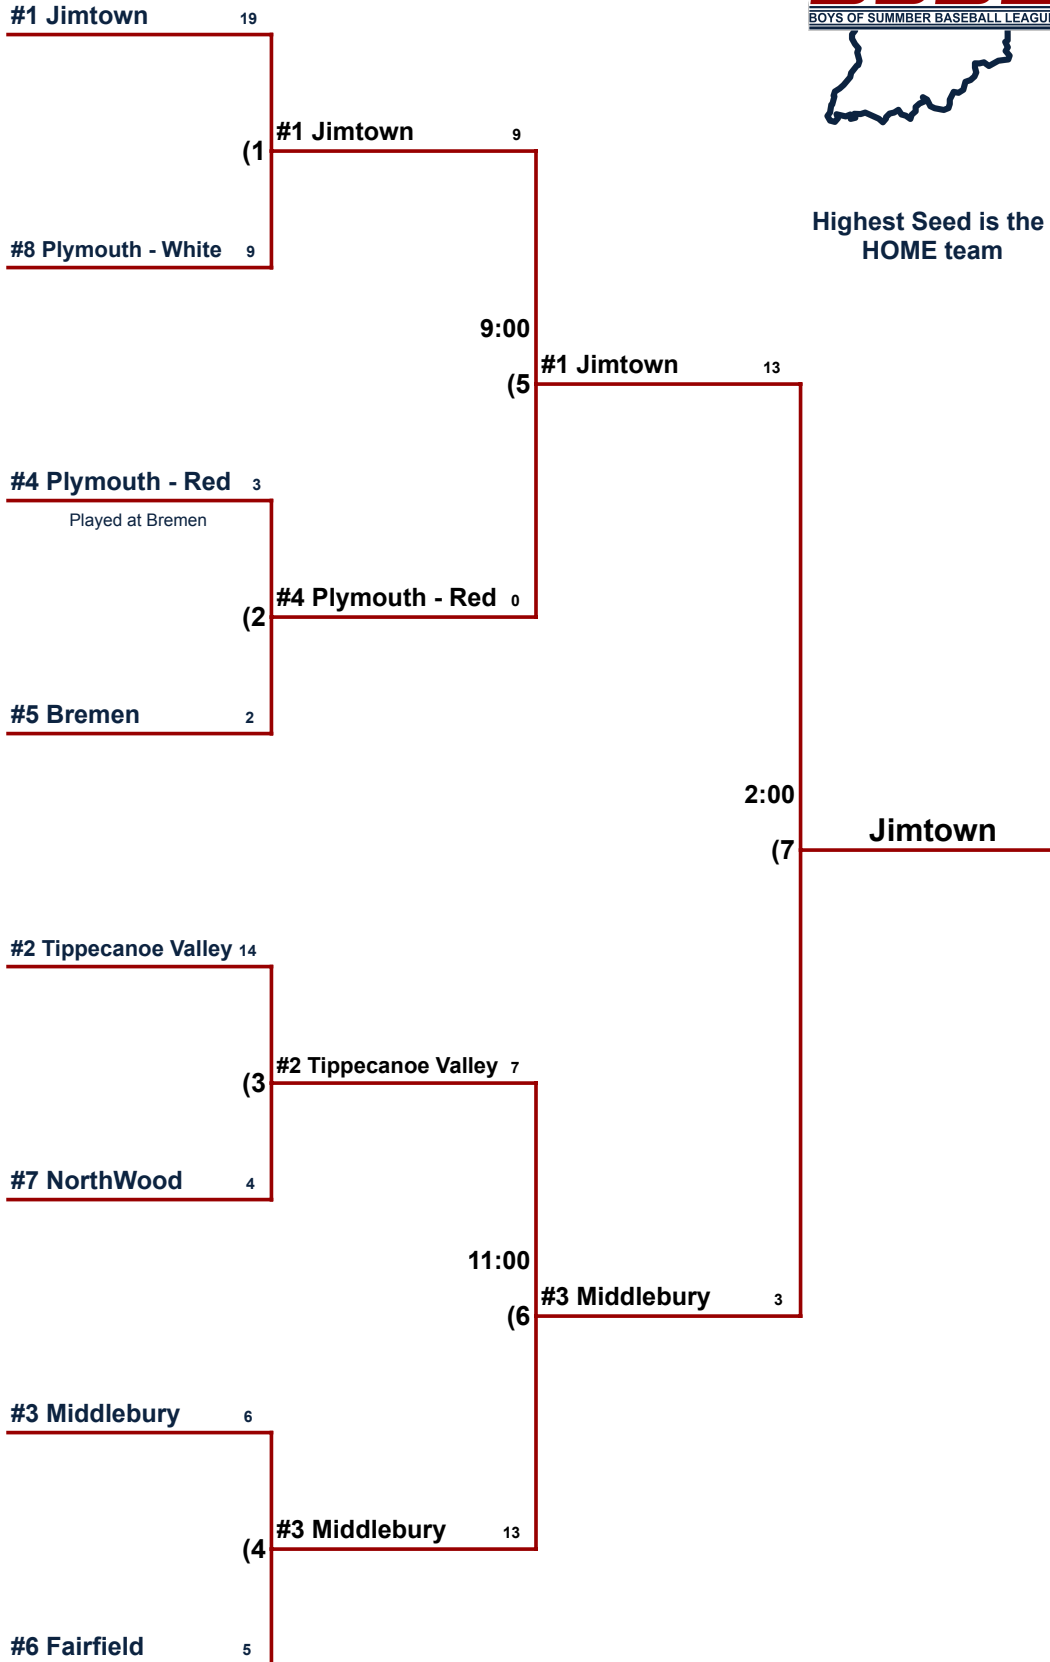 #1 Jimtown 19
BOYS OF SUMMBER BASEBALL LEAGUE
#1 Jimtown 9
(1
#8 Plymouth - White 9
Highest Seed is the
HOME team
9:00
#1 Jimtown 13
(5
#4 Plymouth - Red 3
Played at Bremen
#4 Plymouth - Red 0
(2
#5 Bremen 2
2:00
Jimtown
(7
#2 Tippecanoe Valley 14
#2 Tippecanoe Valley 7
(3
#7 NorthWood 4
11:00
#3 Middlebury 3
(6
#3 Middlebury 6
#3 Middlebury 13
(4
#6 Fairfield 5